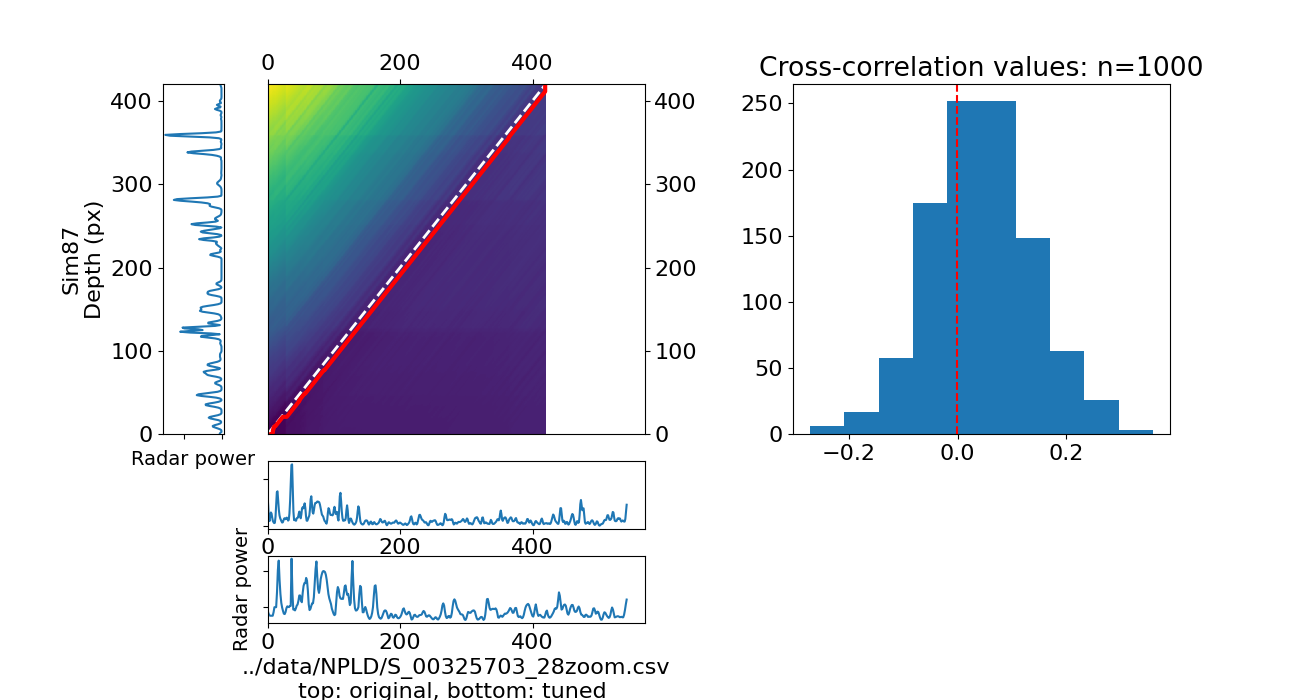 Cross-correlation values: n=1000
0 200 400
400 300 200 100 0
Sim87
Depth (px)
400 300 200 100 0
250 200 150 100 50 0
−0.2 0.0 0.2
Radar power
0 200 400
Radar power
0 200 400
../data/NPLD/S_00325703_28zoom.csv
top: original, bottom: tuned